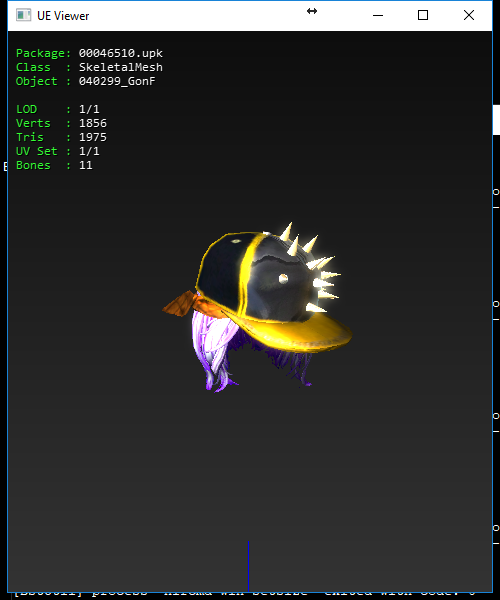 UE Viewer
Package: 00046510.upk
Class : SkeletalMesh
Object : 040299_GonF
LOD : 1/1
Verts : 1856
Tris : 1975
UV Set : 1/1
Bones : 11